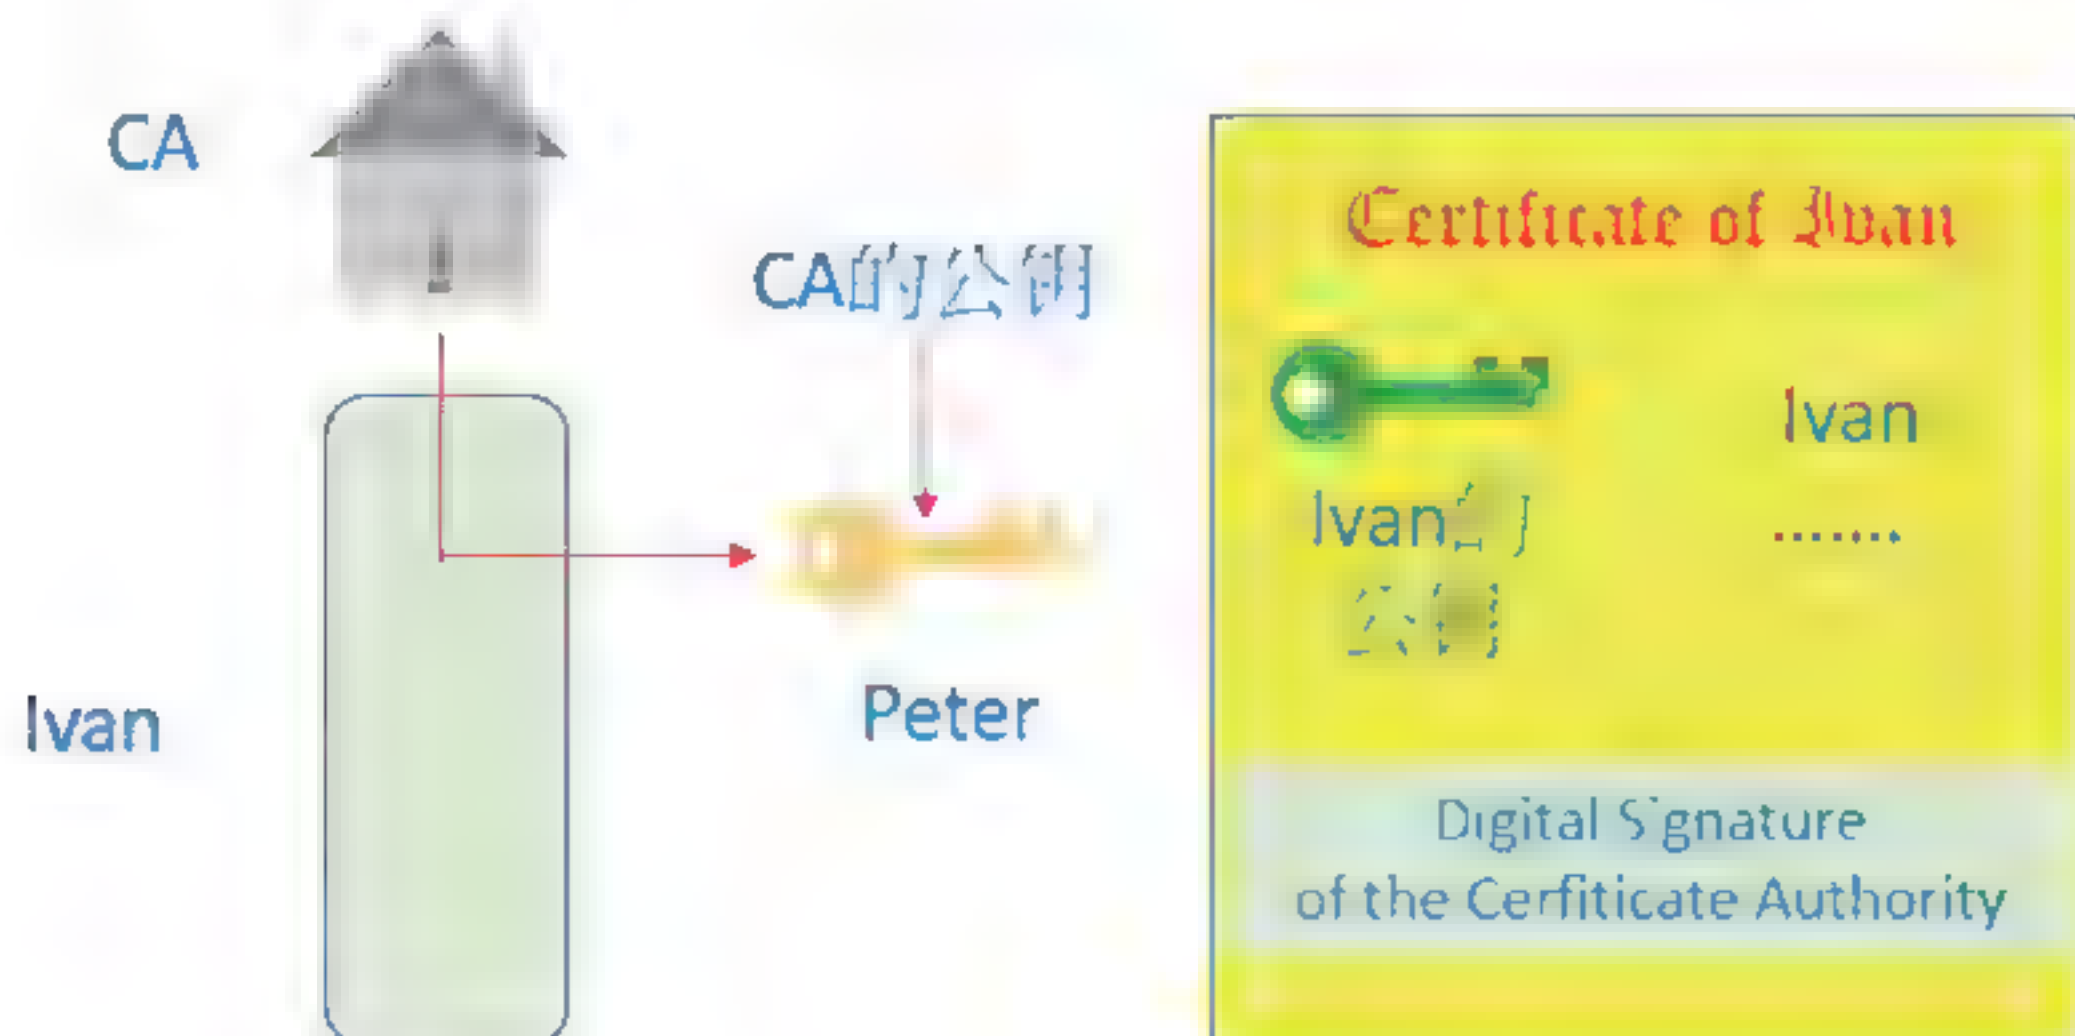 CA
CA的公钥
Ivan
Peter
Certificate of Ivan
Ivan
Ivan的
公钥
.......
Digital Signature
of the Cerfiticate Authority